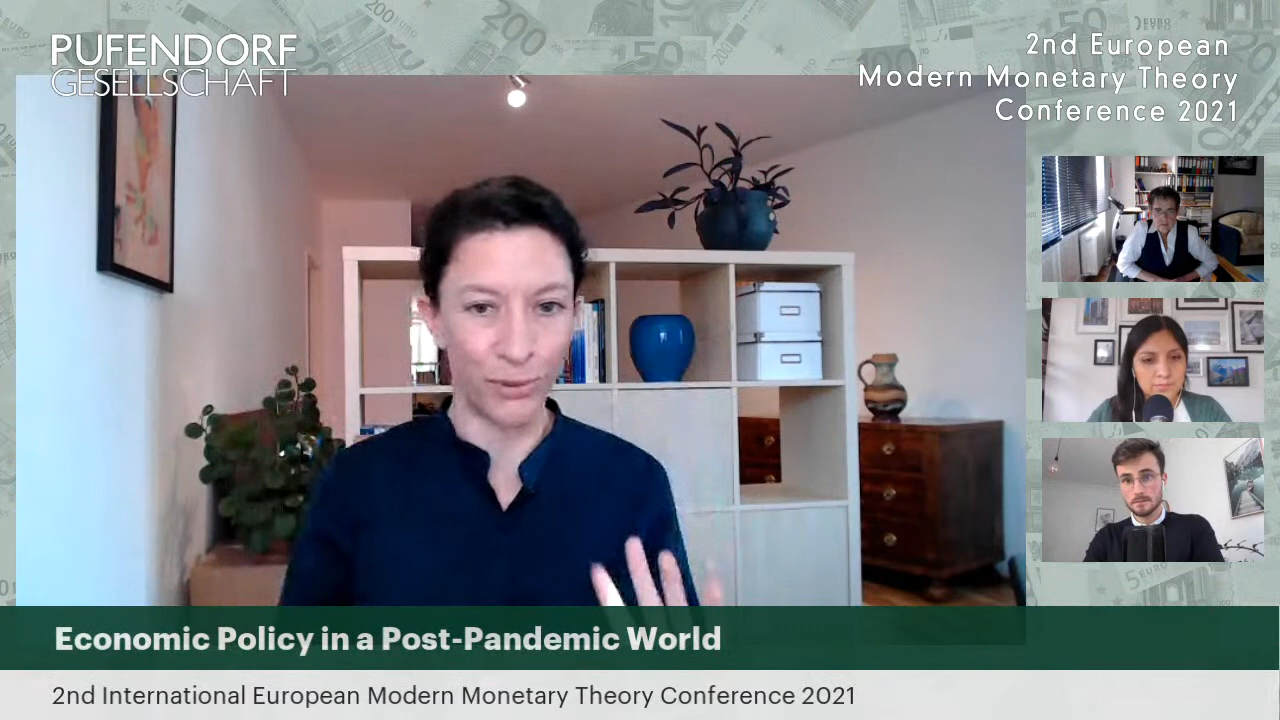 PUFENDORF
GESELLSCHAFT
2nd European
Modern Monetary Theory
Conference 2021
Economic Policy in a Post-Pandemic World
2nd International European Modern Monetary Theory Conference 2021